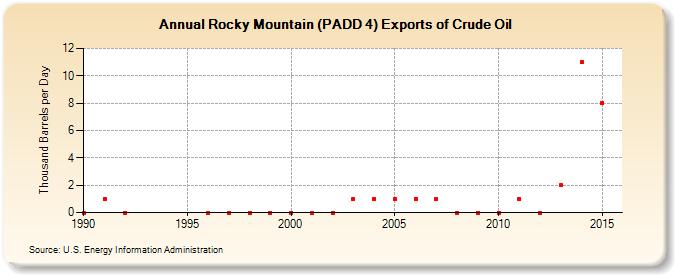 Annual Rocky Mountain (PADD 4) Exports of Crude Oil
Thousand Barrels per Day
12
10
8
6
4
2
0
1990 1995 2000 2005 2010 2015
Source: U.S. Energy Information Administration